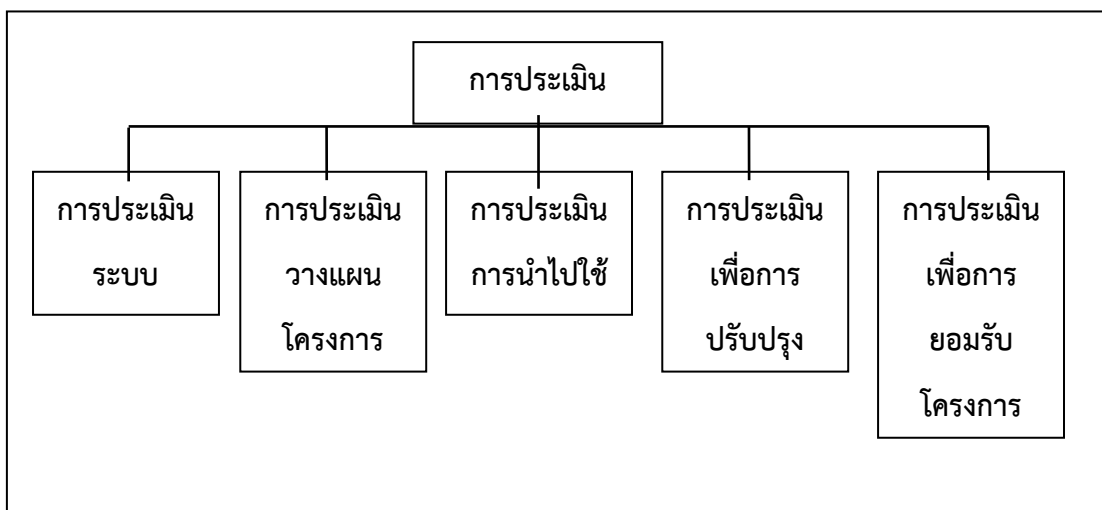 การประเมิน
การประเมิน
ระบบ
การประเมิน
วางแผน
โครงการ
การประเมิน
การนำไปใช้
การประเมิน
เพื่อการ
ปรับปรุง
การประเมิน
เพื่อการ
ยอมรับ
โครงการ